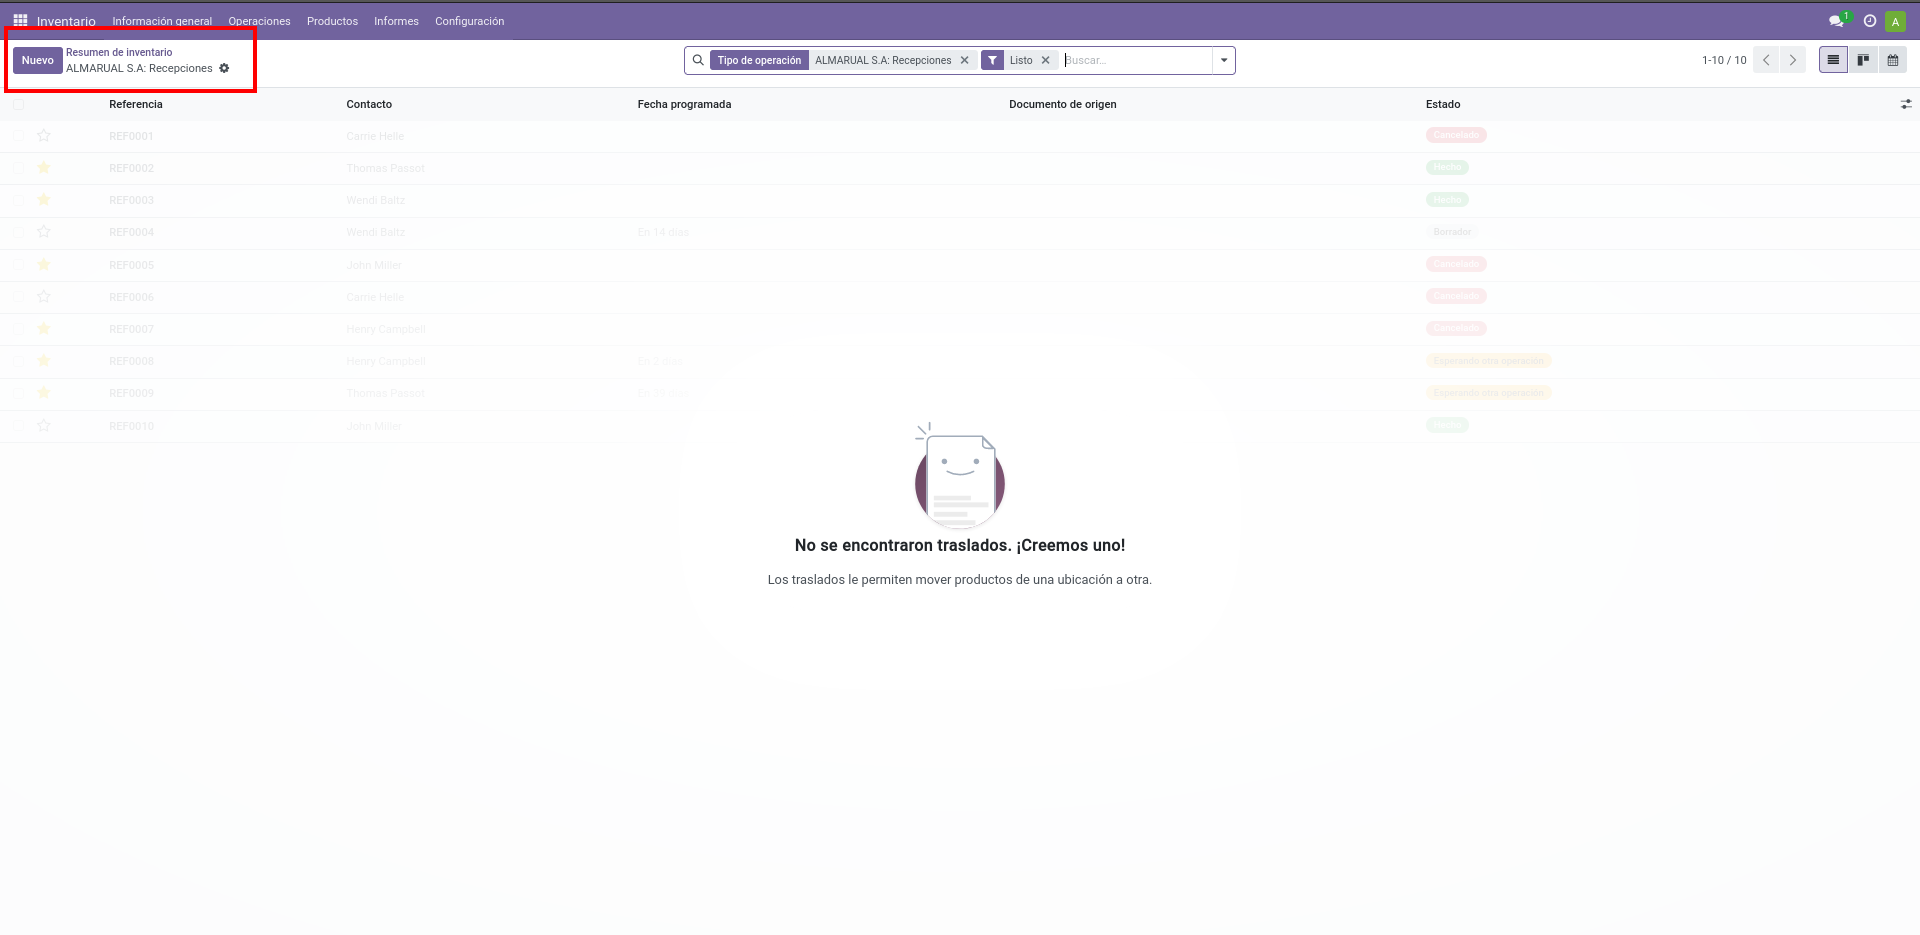 Inventario Información general Operaciones Productos Informes Configuración 1 A
Nuevo
Resumen de inventario
ALMARUAL S.A: Recepciones
Tipo de operación ALMARUAL S.A: Recepciones Listo Buscar...
1-10 / 10
Referencia Contacto Fecha programada Documento de origen Estado
REF0001 Carrie Helle Cancelado
REF0002 Thomas Passot Hecho
REF0003 Wendi Baltz Hecho
REF0004 Wendi Baltz En 14 días Borrador
REF0005 John Miller Cancelado
REF0006 Carrie Helle Cancelado
REF0007 Henry Campbell Cancelado
REF0008 Henry Campbell En 2 días Esperando otra operación
REF0009 Thomas Passot En Esperando otra operación
REF0010 John Miller Hecho
No se encontraron traslados. ¡Creemos uno!
Los traslados le permiten mover productos de una ubicación a otra.